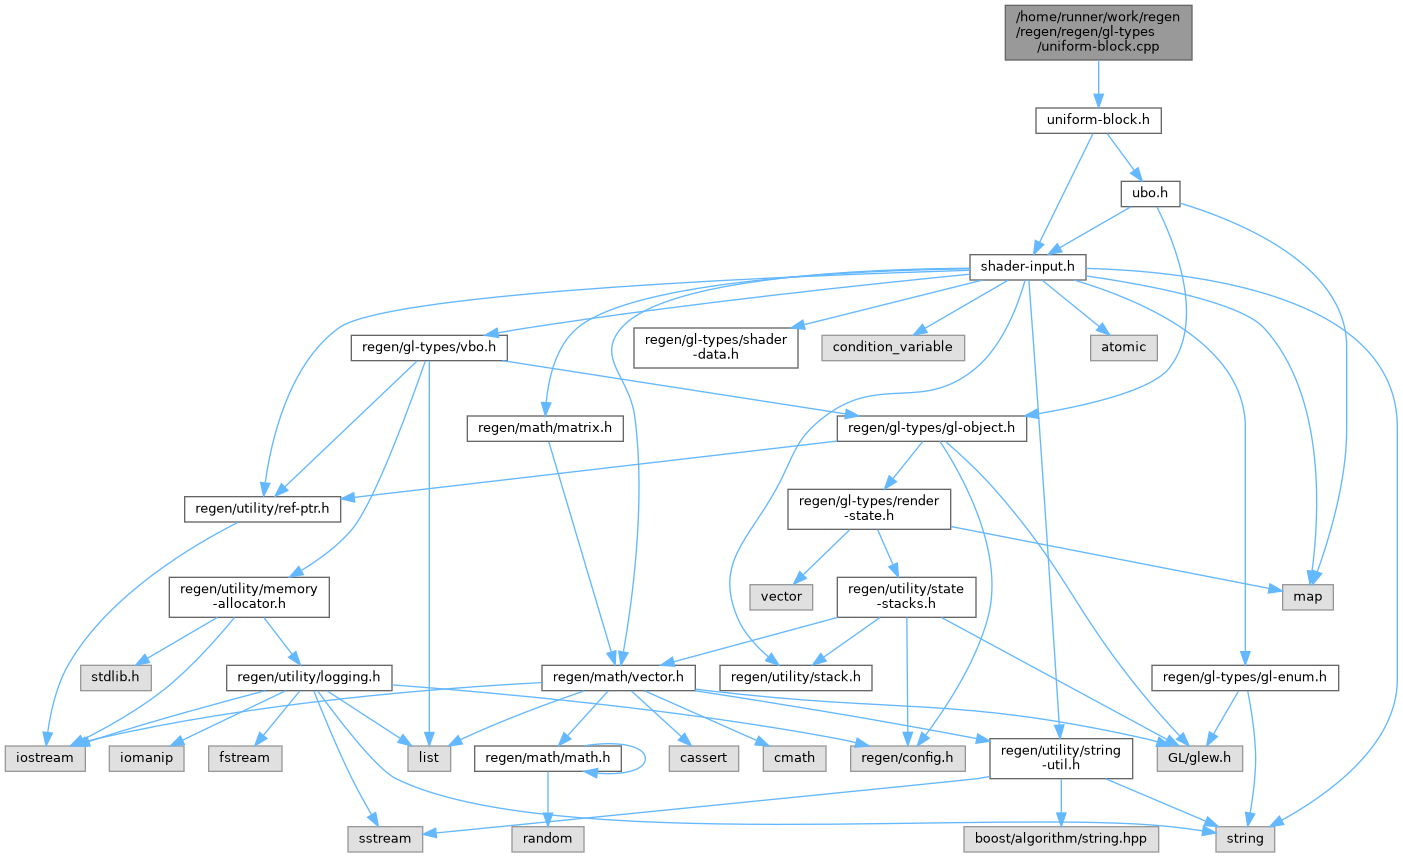 /home/runner/work/regen
/regen/regen/gl-types
/uniform-block.cpp
uniform-block.h
ubo.h
shader-input.h
regen/gl-types/vbo.h
regen/gl-types/shader
-data.h
condition_variable
atomic
regen/math/matrix.h
regen/gl-types/gl-object.h
regen/utility/ref-ptr.h
regen/gl-types/render
-state.h
regen/utility/memory
-allocator.h
vector
regen/utility/state
-stacks.h
map
stdlib.h
regen/utility/logging.h
regen/math/vector.h
regen/utility/stack.h
regen/gl-types/gl-enum.h
iostream
iomanip
fstream
list
regen/math/math.h
cassert
cmath
regen/config.h
regen/utility/string
-util.h
GL/glew.h
sstream
random
boost/algorithm/string.hpp
string